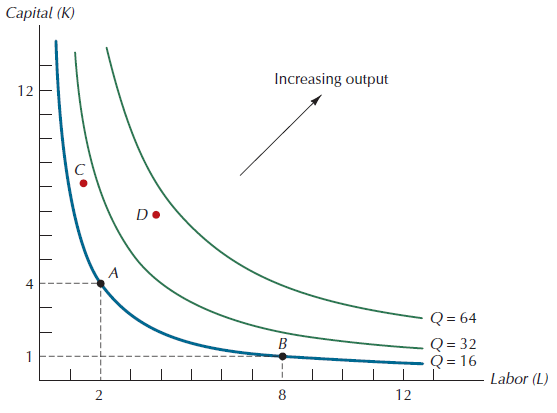 Capital (K)
Increasing output
12
C
D
A
4
Q = 64
B
Q = 32
1
Q = 16
Labor (L)
2
8
12